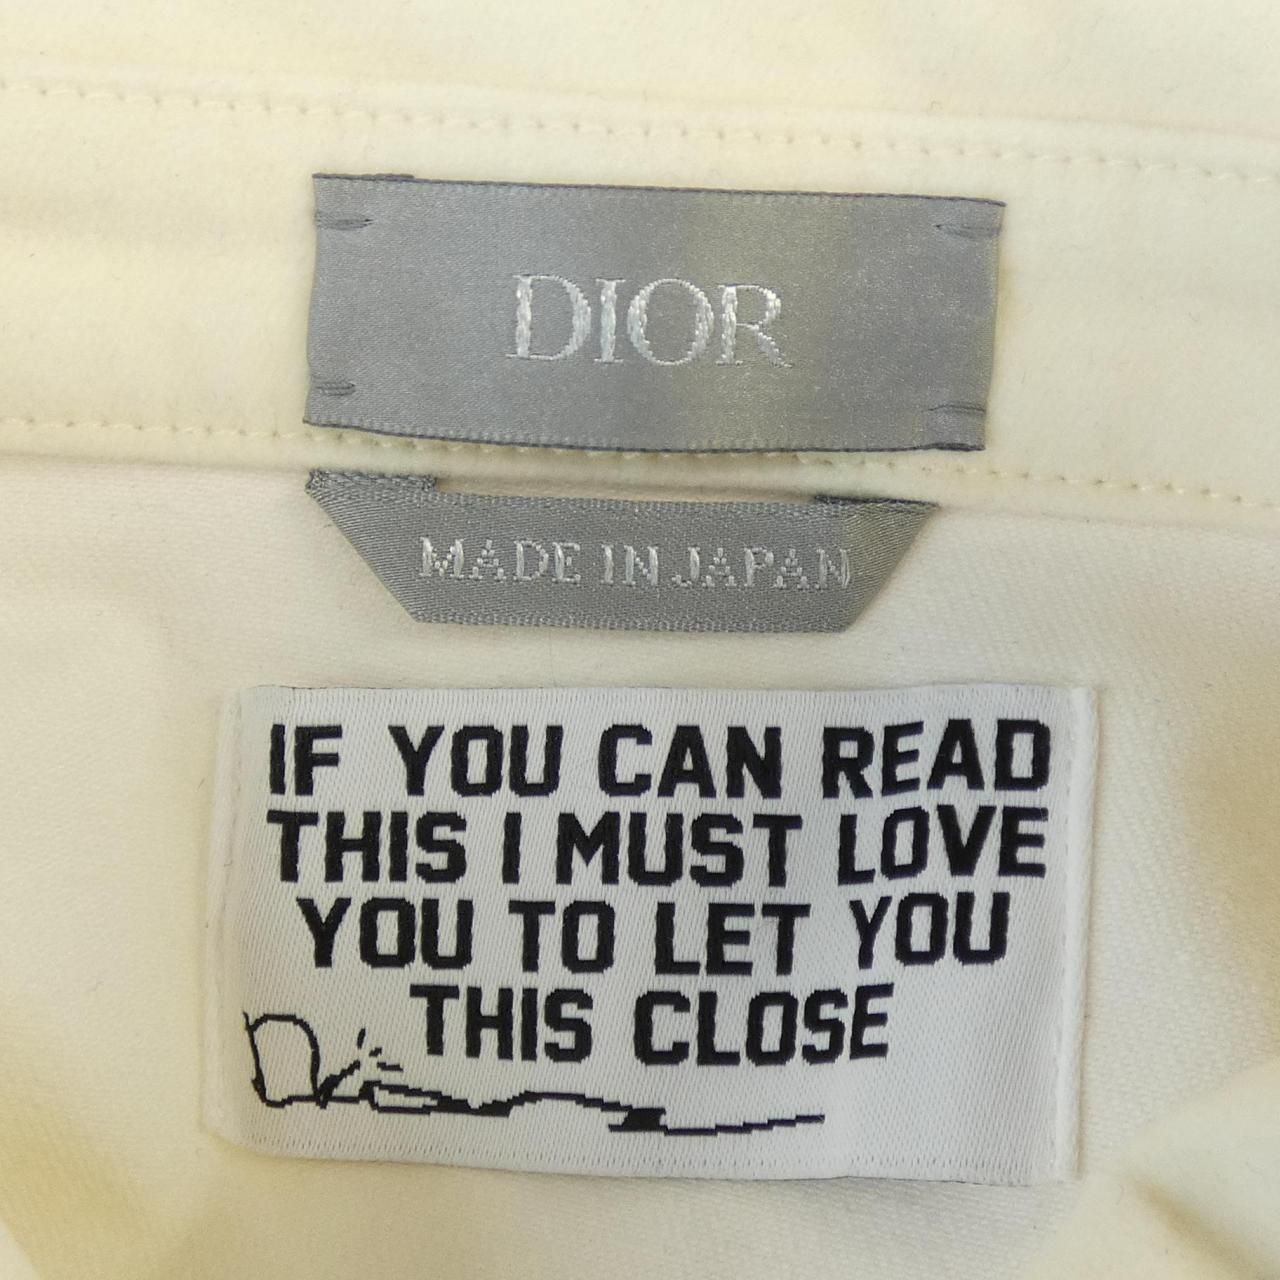 DIOR
MADE IN JAPAN
IF YOU CAN READ
THIS I MUST LOVE
YOU TO LET YOU
THIS CLOSE